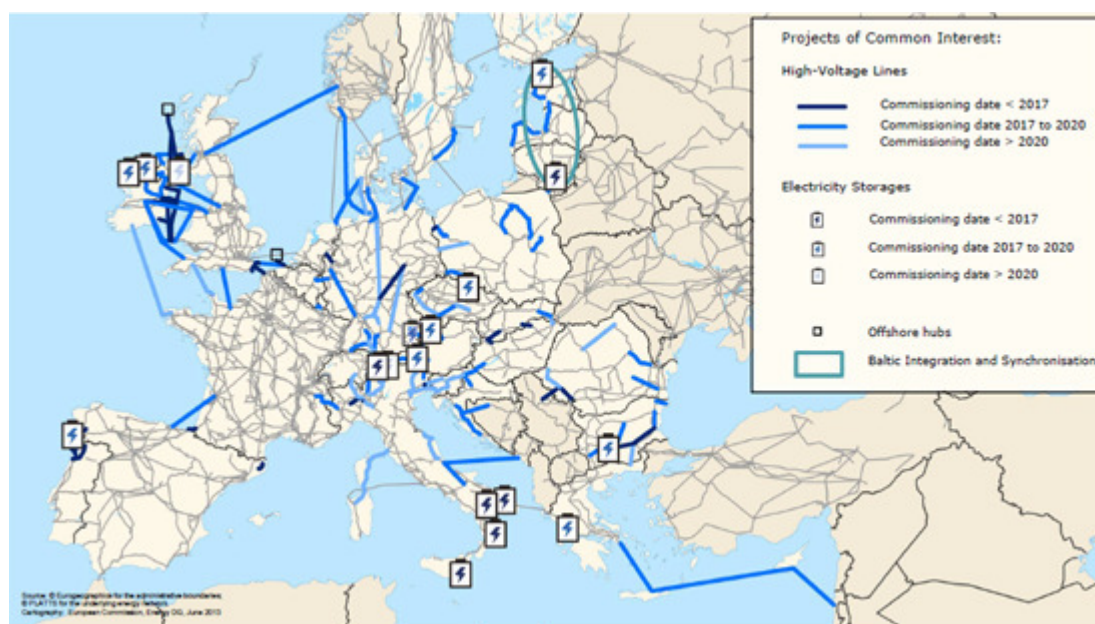 Projects of Common Interest:
High-Voltage Lines
Commissioning date < 2017
Commissioning date 2017 to 2020
Commissioning date > 2020
Electricity Storages
Commissioning date < 2017
Commissioning date 2017 to 2020
Commissioning date > 2020
Offshore hubs
Baltic Integration and Synchronisation
Source: © Eurogeographics for the administrative boundaries
© PLATTS for the underlying energy network
Cartography: European Commission, Energy DG, June 2013